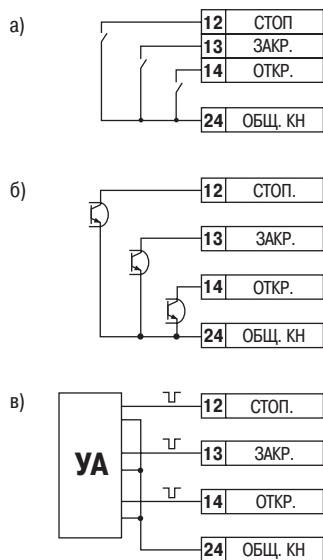 а)
12 СТОП
13 ЗАКР.
14 ОТКР.
24 ОБЩ. КН
б)
12 СТОП.
13 ЗАКР.
14 ОТКР.
24 ОБЩ. КН
в)
УА
12 СТОП.
13 ЗАКР.
14 ОТКР.
24 ОБЩ. КН